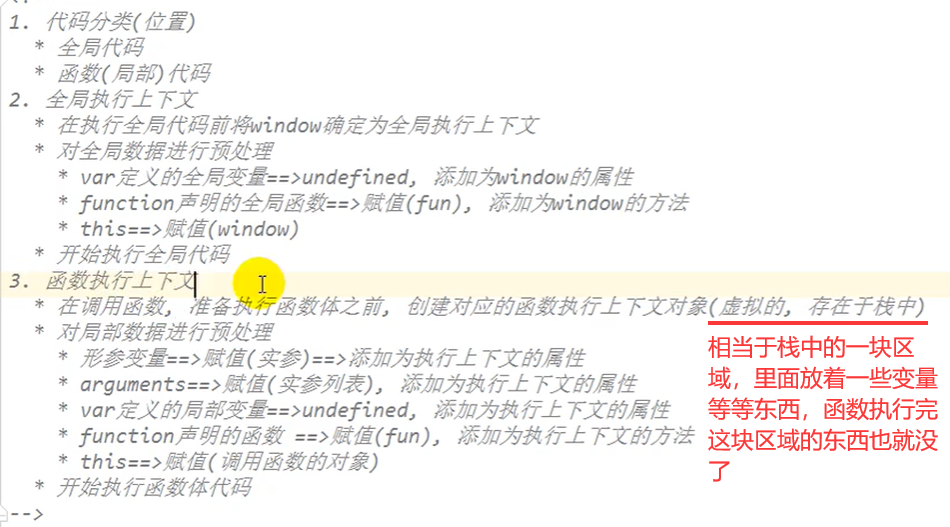 1. 代码分类(位置)
* 全局代码
* 函数(局部)代码
2. 全局执行上下文
* 在执行全局代码前将window确定为全局执行上下文
* 对全局数据进行预处理
* var定义的全局变量==>undefined, 添加为window的属性
* function声明的全局函数==>赋值(fun), 添加为window的方法
* this==>赋值(window)
* 开始执行全局代码
3. 函数执行上下文
* 在调用函数, 准备执行函数体之前, 创建对应的函数执行上下文对象(虚拟的, 存在于栈中)
* 对局部数据进行预处理
* 形参变量==>赋值(实参)==>添加为执行上下文的属性
* arguments==>赋值(实参列表), 添加为执行上下文的属性
* var定义的局部变量==>undefined, 添加为执行上下文的属性
* function声明的函数 ==>赋值(fun), 添加为执行上下文的方法
* this==>赋值(调用函数的对象)
* 开始执行函数体代码
-->
相当于栈中的一块区
域，里面放着一些变量
等等东西，函数执行完
这块区域的东西也就没
了